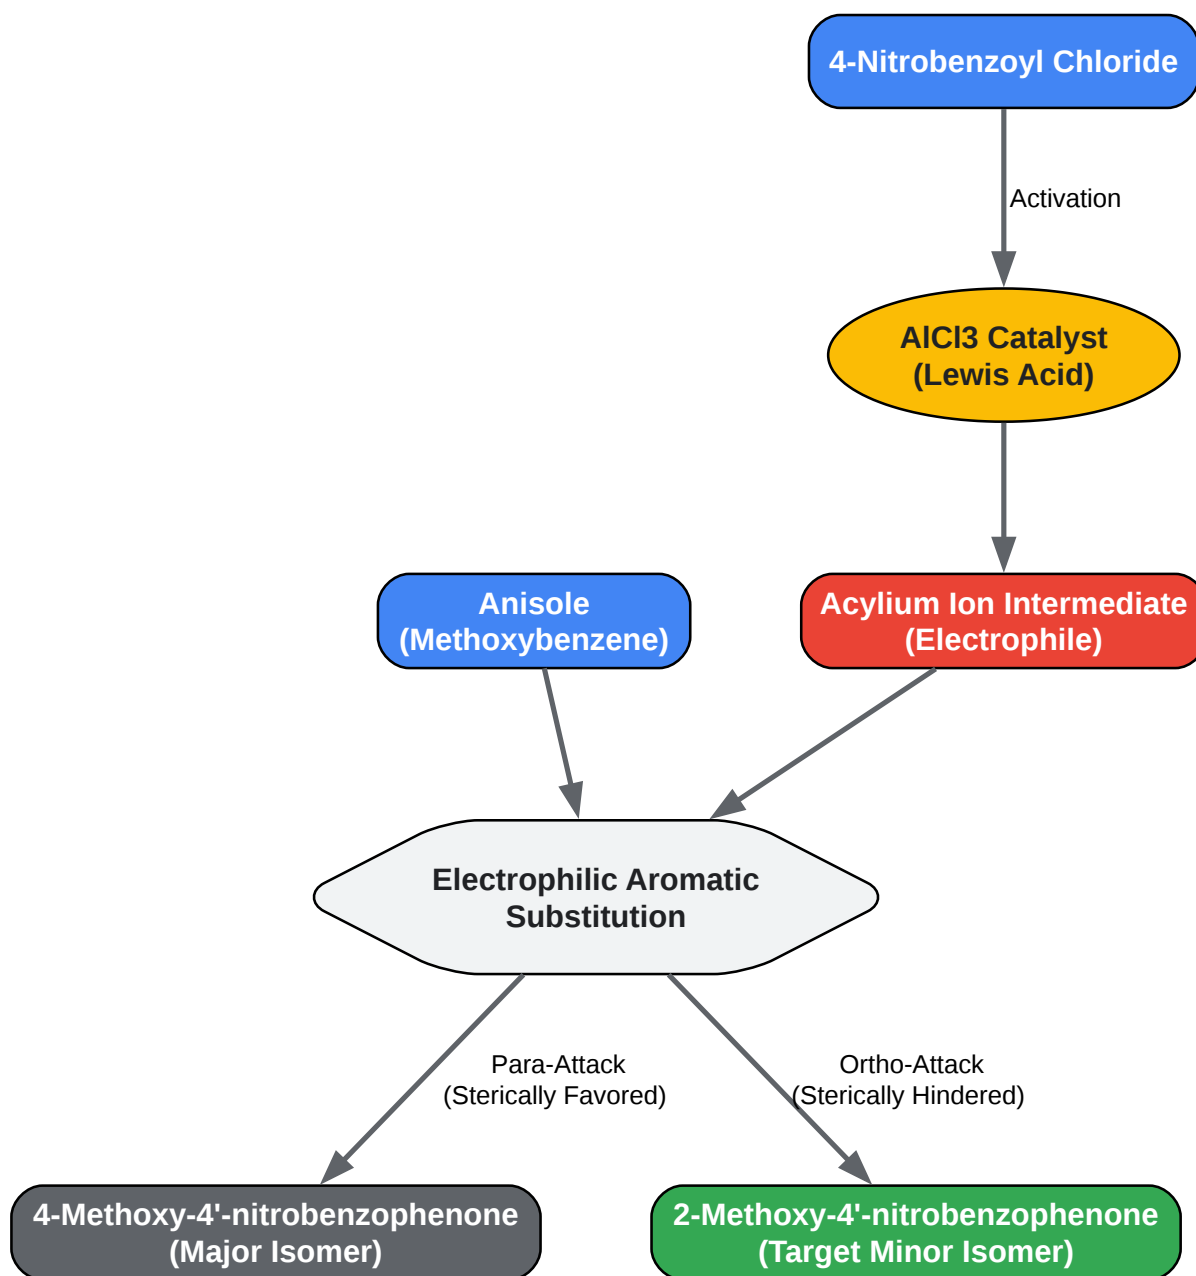 4-Nitrobenzoyl Chloride
Activation
AlCl3 Catalyst
(Lewis Acid)
Anisole
(Methoxybenzene)
Acylium Ion Intermediate
(Electrophile)
Electrophilic Aromatic
Substitution
Para-Attack
(Sterically Favored)
Ortho-Attack
(Sterically Hindered)
4-Methoxy-4'-nitrobenzophenone
(Major Isomer)
2-Methoxy-4'-nitrobenzophenone
(Target Minor Isomer)